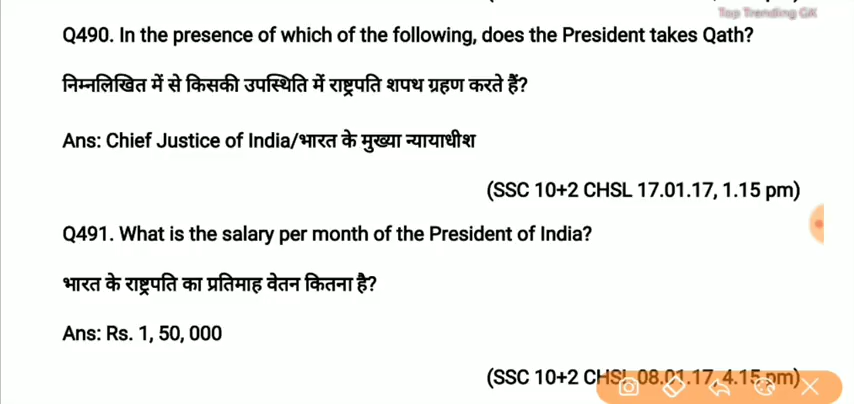 Top Trending GK
Q490. In the presence of which of the following, does the President takes Qath?
निम्नलिखित में से किसकी उपस्थिति में राष्ट्रपति शपथ ग्रहण करते हैं?
Ans: Chief Justice of India/भारत के मुख्या न्यायाधीश
(SSC 10+2 CHSL 17.01.17, 1.15 pm)
Q491. What is the salary per month of the President of India?
भारत के राष्ट्रपति का प्रतिमाह वेतन कितना है?
Ans: Rs. 1, 50, 000
(SSC 10+2 CHSL 08.01.17, 4.15 pm)